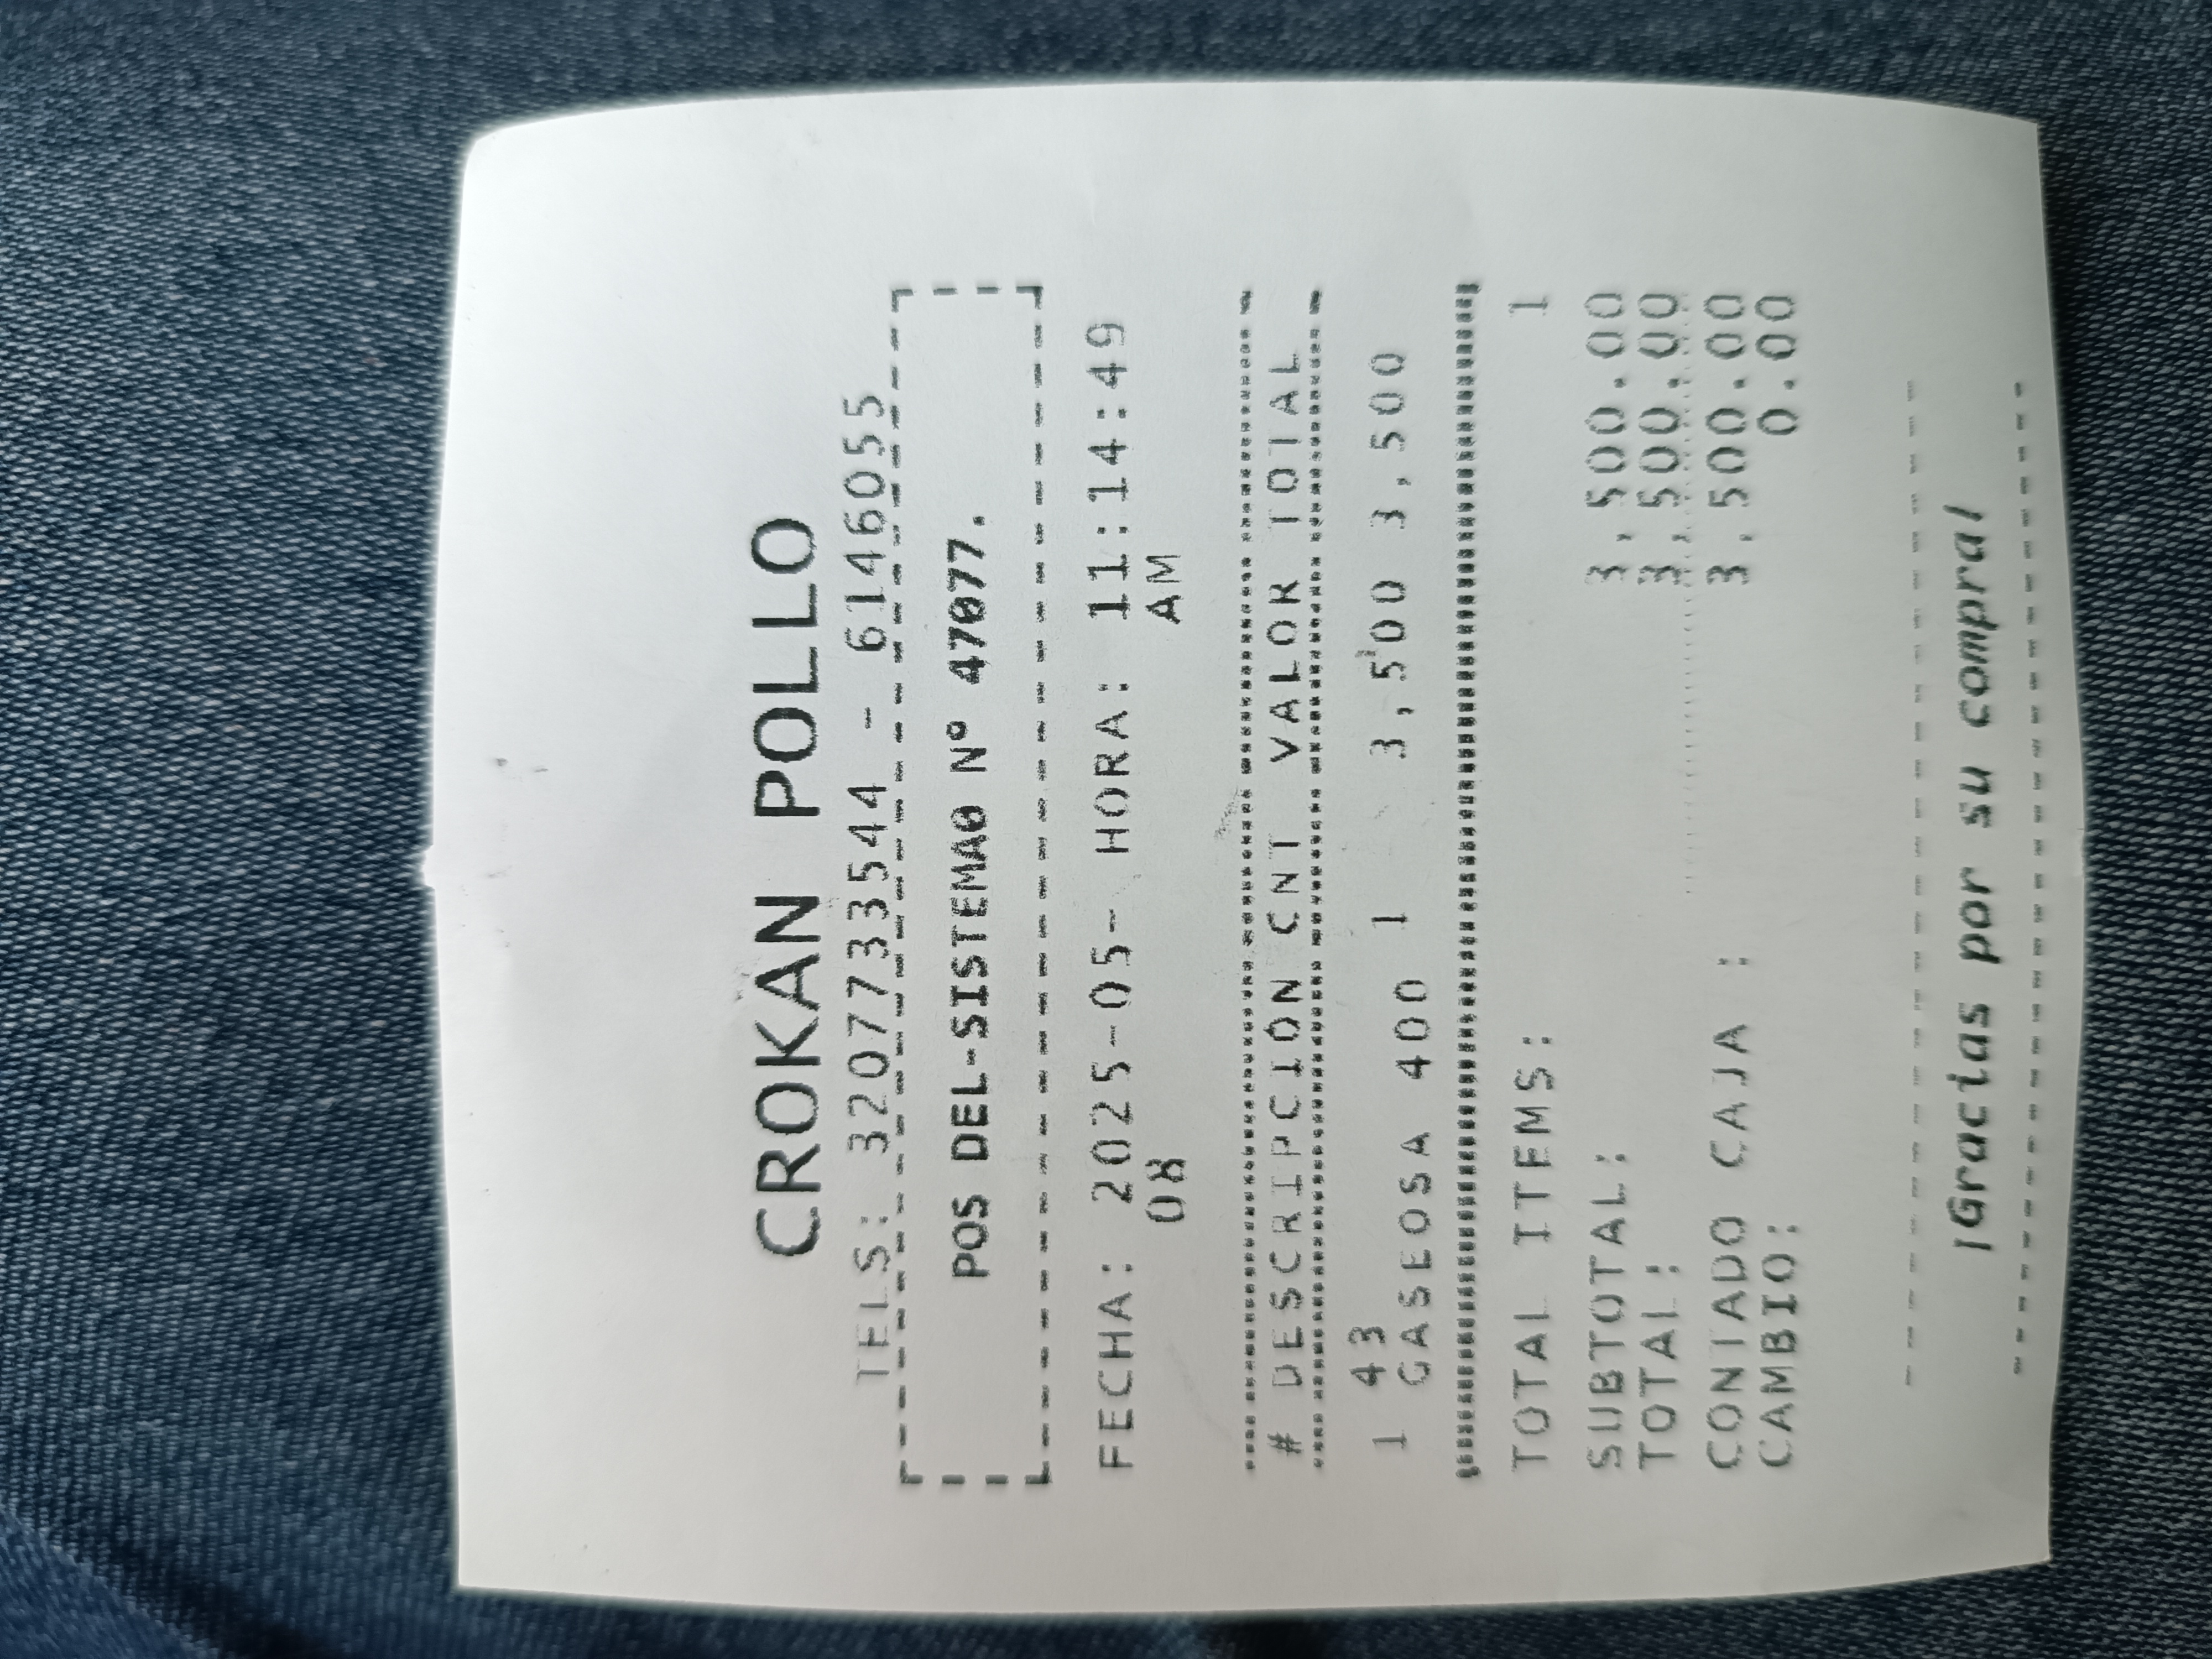 CROKAN POLLO
TELS: 3207733544 - 6146055
POS DEL-SISTEMA0 Nº 47077.
FECHA: 2025-05- HORA: 11:14:49
08 AM
# DESCRIPCION CNT VALOR TOTAL
1 43 1 3,500 3,500
GASEOSA 400
TOTAL ITEMS: 1
SUBTOTAL: 3,500.00
TOTAL: 3,500.00
CONTADO CAJA : 3,500.00
CAMBIO: 0.00
¡Gracias por su compra!